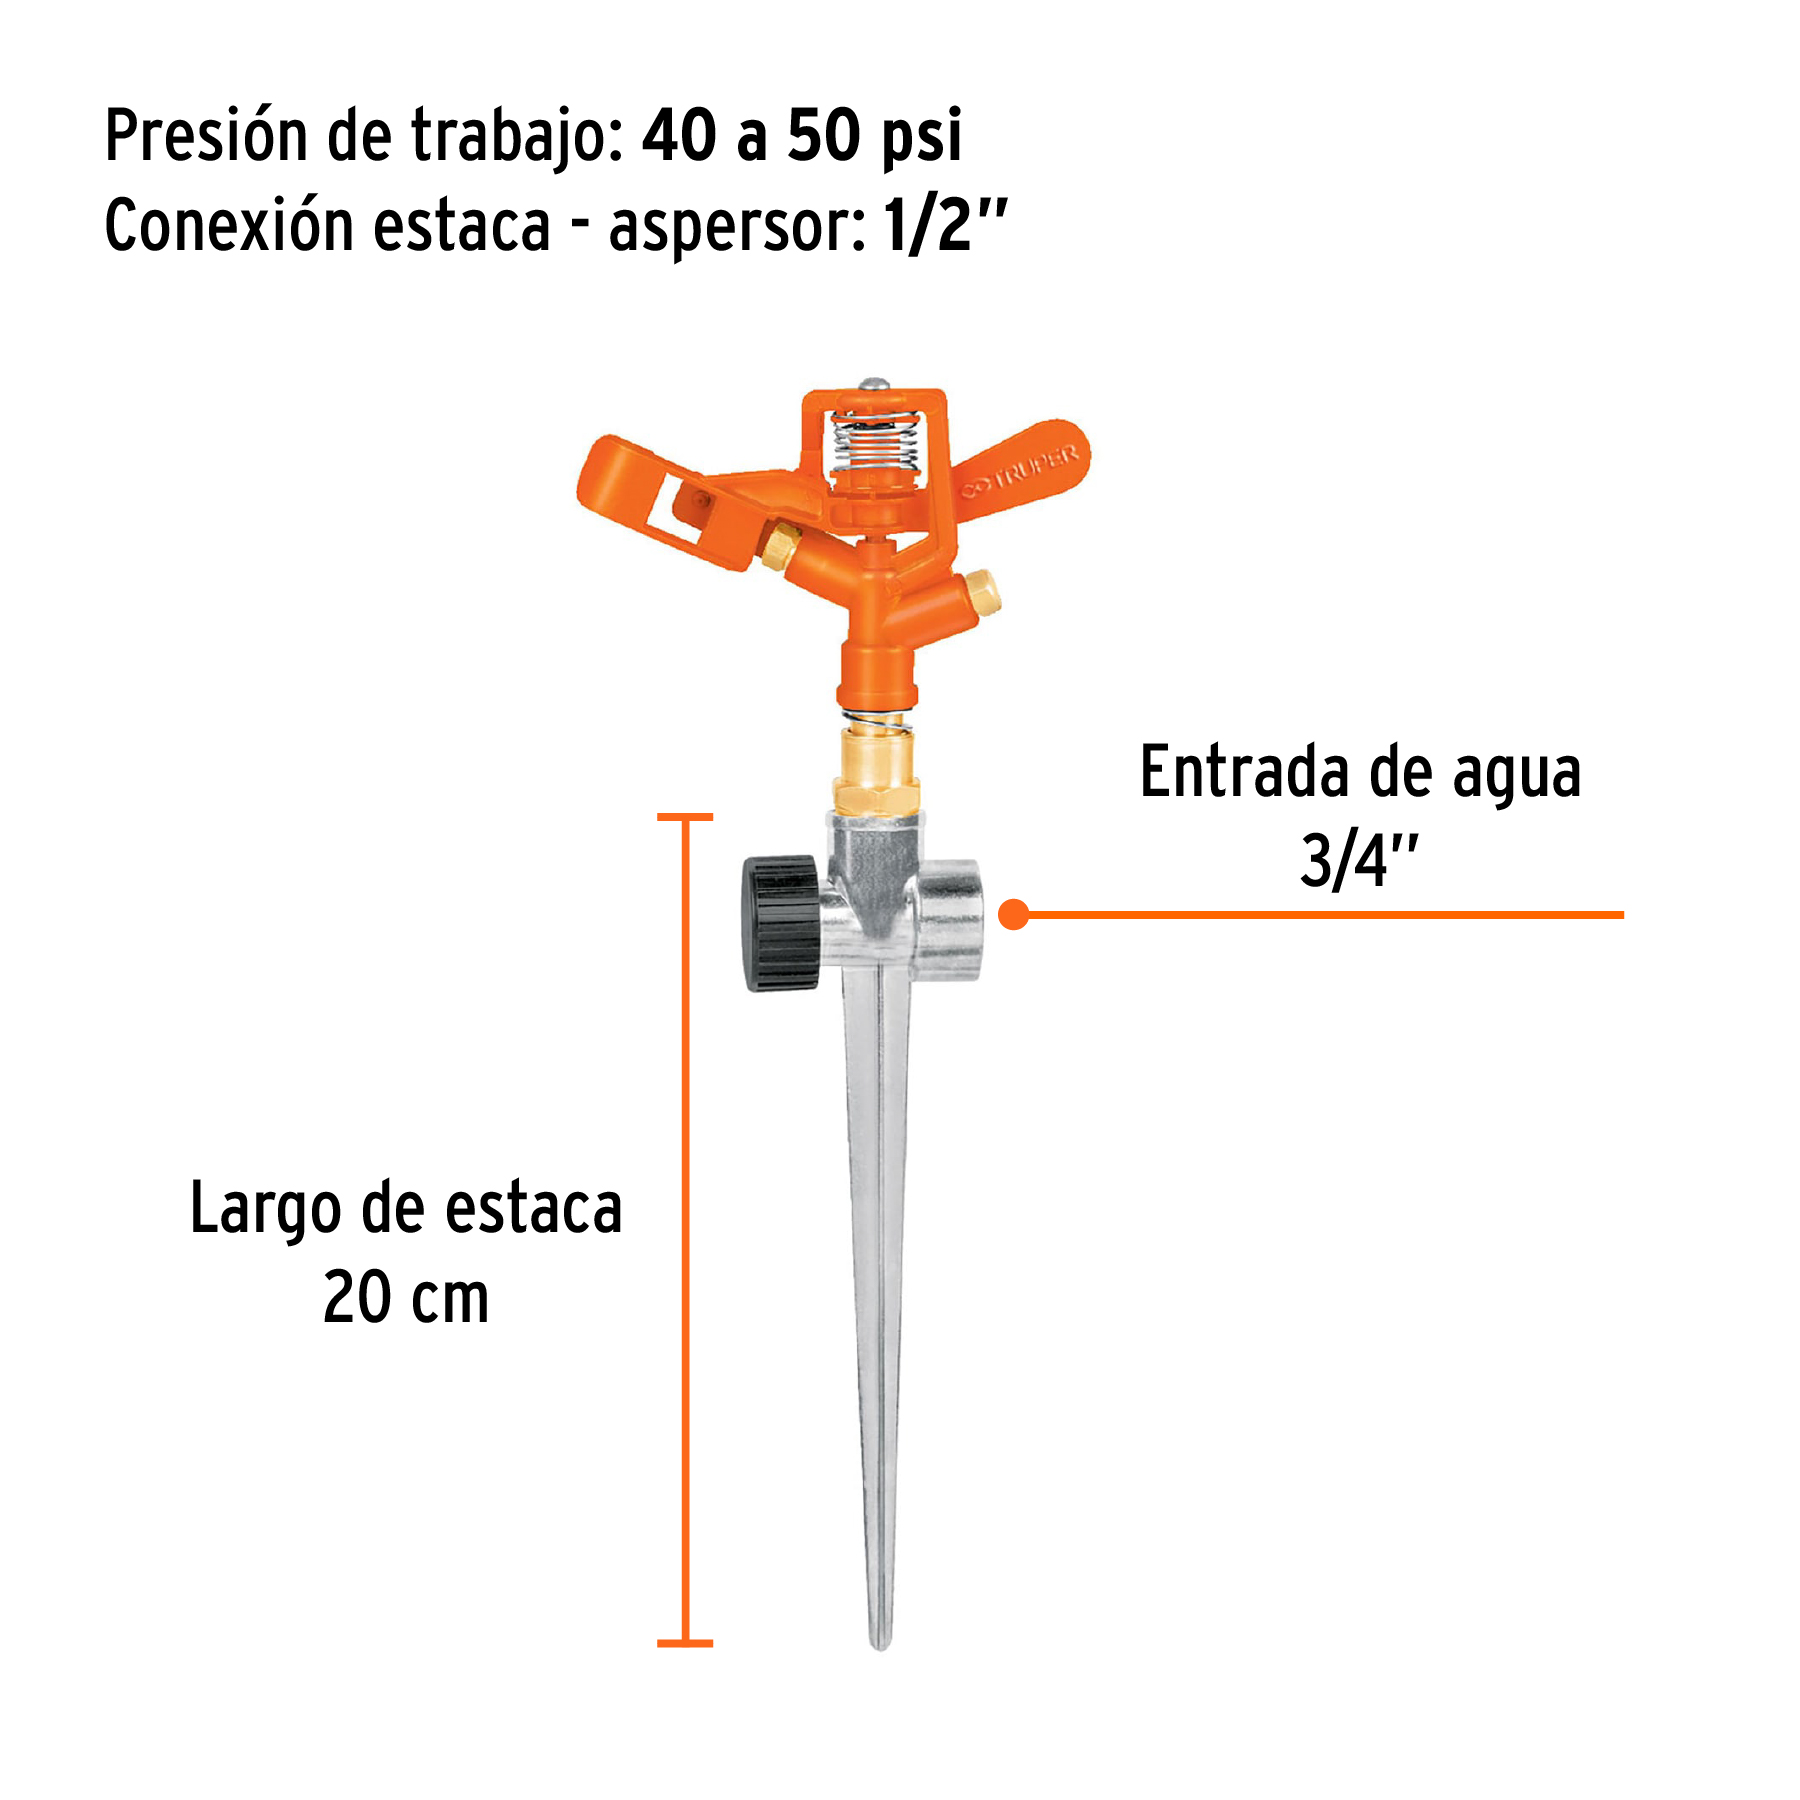 Presión de trabajo: 40 a 50 psi
Conexión estaca - aspersor: 1/2"
TRUPER
Entrada de agua
3/4"
Largo de estaca
20 cm